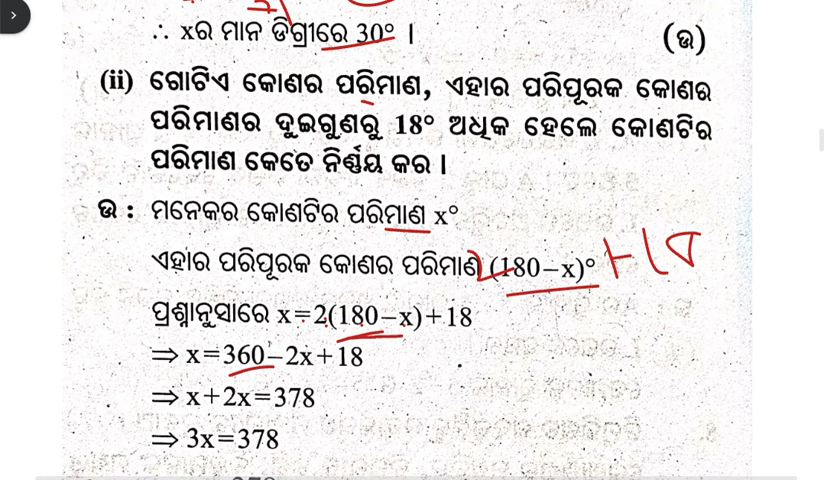 ∴ xର ମାନ ଡିଗ୍ରୀରେ 30° ।
(ଉ)
(ii) ଗୋଟିଏ କୋଣର ପରିମାଣ, ଏହାର ପରିପୂରକ କୋଣର
ପରିମାଣର ଦୁଇଗୁଣରୁ 18° ଅଧିକ ହେଲେ କୋଣଟିର
ପରିମାଣ କେତେ ନିର୍ଣ୍ଣୟ କର ।
ଉ : ମନେକର କୋଣଟିର ପରିମାଣ x°
ଏହାର ପରିପୂରକ କୋଣର ପରିମାଣ (180−x)°
ପ୍ରଶ୍ନାନୁସାରେ x=2(180−x)+18
⇒ x=360−2x+18
⇒ x+2x=378
⇒ 3x=378